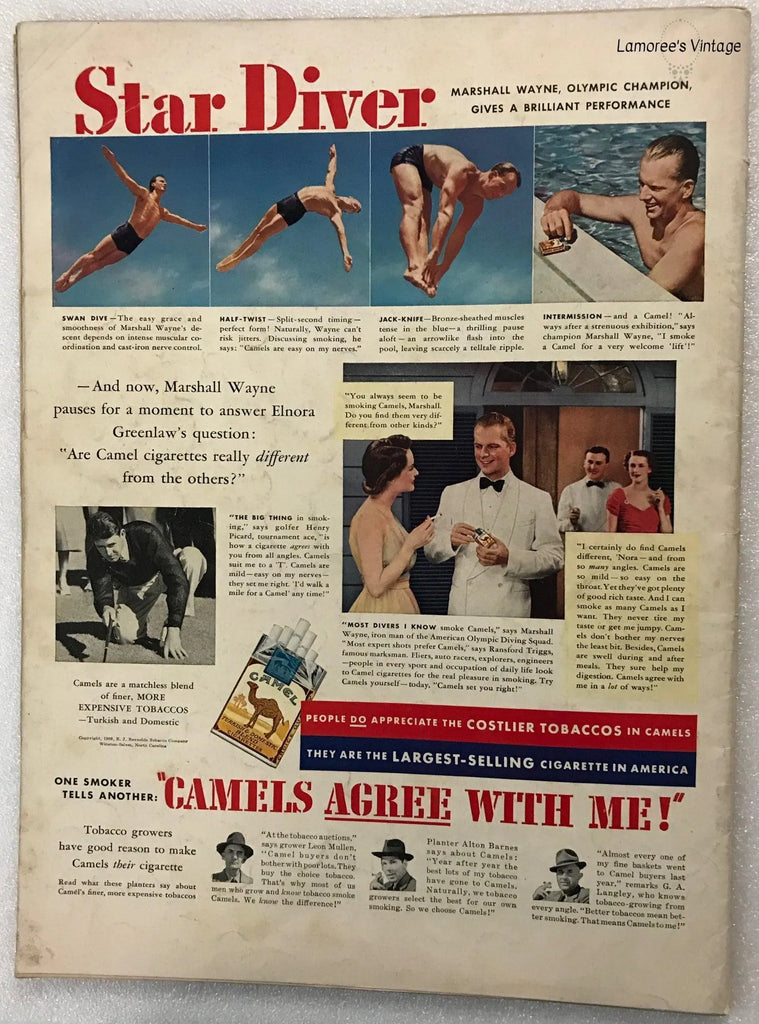 Lamoree's Vintage
Star Diver
MARSHALL WAYNE, OLYMPIC CHAMPION,
GIVES A BRILLIANT PERFORMANCE
SWAN DIVE—The easy grace and
smoothness of Marshall Wayne's de-
scent depends on intense muscular co-
ordination and cast-iron nerve control.
HALF-TWIST—Split-second timing—
perfect form! Naturally, Wayne can't
risk jitters. Discussing smoking, he
says: "Camels are easy on my nerves."
JACK-KNIFE—Bronze-sheathed muscles
tense in the blue—a thrilling pause
aloft—an arrowlike flash into the
pool, leaving scarcely a telltale ripple.
INTERMISSION—and a Camel! "Al-
ways after a strenuous exhibition," says
champion Marshall Wayne, "I smoke
a Camel for a very welcome 'lift'!"
—And now, Marshall Wayne
pauses for a moment to answer Elnora
Greenlaw's question:
"Are Camel cigarettes really different
from the others?"
"You always seem to be
smoking Camels, Marshall.
Do you find them very dif-
ferent from other kinds?"
"THE BIG THING in smok-
ing," says golfer Henry
Picard, tournament ace, "is
how a cigarette agrees with
you from all angles. Camels
suit me to a 'T'. Camels are
mild—easy on my nerves—
they set me right. 'I'd walk a
mile for a Camel' any time!"
"I certainly do find Camels
different, 'Nora—and from
so many angles. Camels are
so mild—so easy on the
throat. Yet they've got plenty
of good rich taste. And I can
smoke as many Camels as I
want. They never tire my
taste or get me jumpy. Cam-
els don't bother my nerves
the least bit. Besides, Camels
are swell during and after
meals. They sure help my
digestion. Camels agree with
me in a lot of ways!"
"MOST DIVERS I KNOW smoke Camels," says Marshall
Wayne, iron man of the American Olympic Diving Squad.
"Most expert shots prefer Camels," says Ransford Triggs,
famous marksman. Fliers, auto racers, explorers, engineers
—people in every sport and occupation of daily life look
to Camel cigarettes for the real pleasure in smoking. Try
Camels yourself—today. "Camels set you right!"
Camels are a matchless blend
of finer, MORE
EXPENSIVE TOBACCOS
—Turkish and Domestic
Copyright, 1938, R. J. Reynolds Tobacco Company
Winston-Salem, North Carolina
CAMEL
TURKISH & DOMESTIC
BLEND
CIGARETTES
PEOPLE DO APPRECIATE THE COSTLIER TOBACCOS IN CAMELS
THEY ARE THE LARGEST-SELLING CIGARETTE IN AMERICA
ONE SMOKER
TELLS ANOTHER:
"CAMELS AGREE WITH ME!"
Tobacco growers
have good reason to make
Camels their cigarette
Read what these planters say about
Camel's finer, more expensive tobaccos
"At the tobacco auctions,"
says grower Leon Mullen,
"Camel buyers don't
bother with poor lots. They
buy the choice tobacco.
That's why most of us
men who grow and know tobacco smoke
Camels. We know the difference!"
Planter Alton Barnes
says about Camels:
"Year after year the
best lots of my tobacco
have gone to Camels.
Naturally, we tobacco
growers select the best for our own
smoking. So we choose Camels!"
"Almost every one of
my fine baskets went
to Camel buyers last
year," remarks G. A.
Langley, who knows
tobacco-growing from
every angle. "Better tobaccos mean bet-
ter smoking. That means Camels to me!"